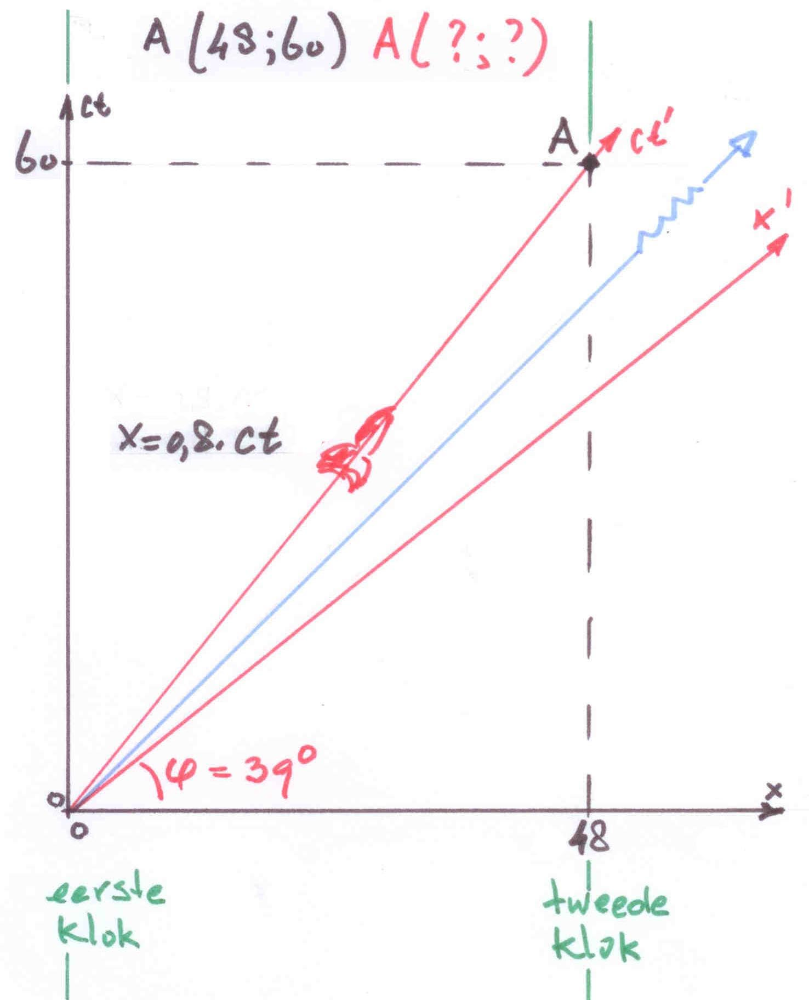 A (48;60) A(?;?)
ct
60
A
ct'
x'
x=0,8.ct
φ=39°
0
x
0
48
eerste
klok
tweede
klok